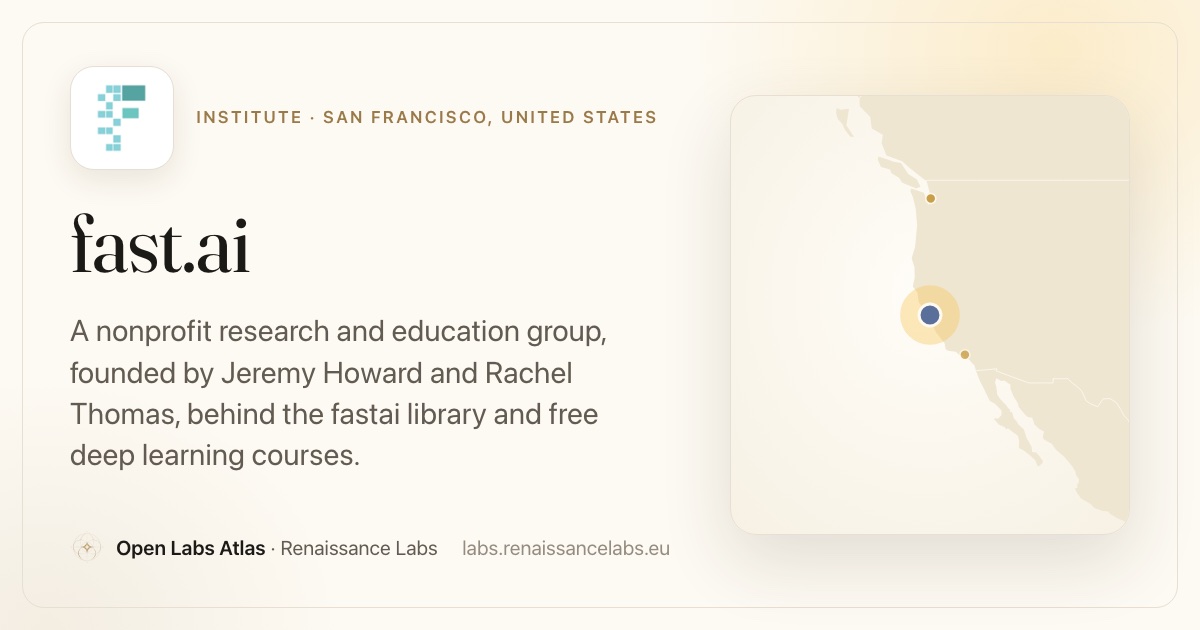 INSTITUTE · SAN FRANCISCO, UNITED STATES
fast.ai
A nonprofit research and education group,
founded by Jeremy Howard and Rachel
Thomas, behind the fastai library and free
deep learning courses.
Open Labs Atlas · Renaissance Labs labs.renaissancelabs.eu